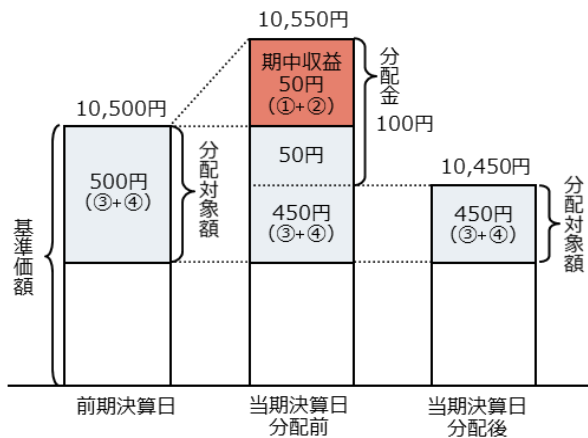 10,550円
期中収益
50円
(①+②)
分配金
100円
10,500円
50円
10,450円
500円
(③+④)
分配対象額
450円
(③+④)
450円
(③+④)
分配対象額
基準価額
前期決算日
当期決算日
分配前
当期決算日
分配後